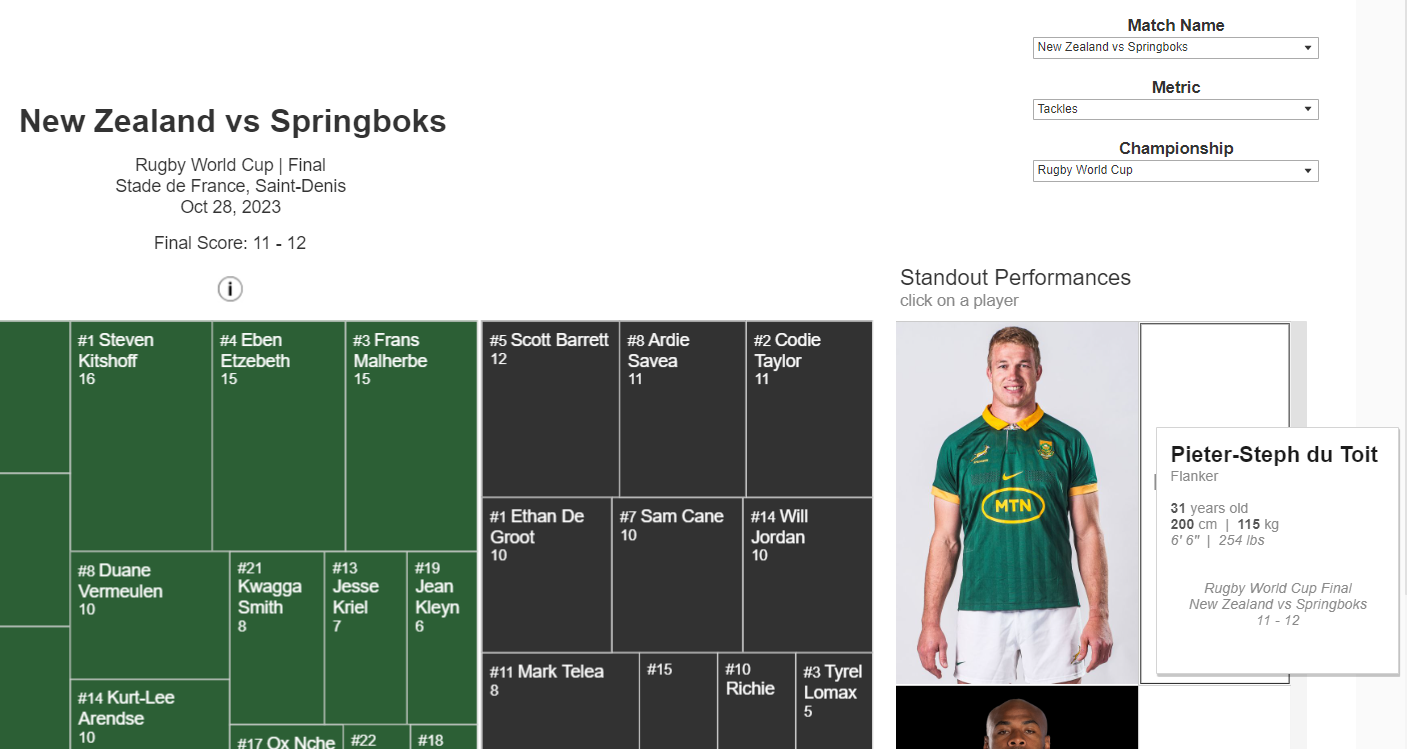 Match Name
New Zealand vs Springboks
Metric
Tackles
Championship
Rugby World Cup
New Zealand vs Springboks
Rugby World Cup | Final
Stade de France, Saint-Denis
Oct 28, 2023
Final Score: 11 - 12
i
Standout Performances
click on a player
#1 Steven
Kitshoff
16
#4 Eben
Etzebeth
15
#3 Frans
Malherbe
15
#8 Duane
Vermeulen
10
#21
Kwagga
Smith
8
#13
Jesse
Kriel
7
#19
Jean
Kleyn
6
#14 Kurt-Lee
Arendse
10
#17 Ox Nche
#22
#18
#5 Scott Barrett
12
#8 Ardie
Savea
11
#2 Codie
Taylor
11
#1 Ethan De
Groot
10
#7 Sam Cane
10
#14 Will
Jordan
10
#11 Mark Telea
8
#15
#10
Richie
#3 Tyrel
Lomax
5
MTN
Pieter-Steph du Toit
Flanker
31 years old
200 cm | 115 kg
6' 6" | 254 lbs
Rugby World Cup Final
New Zealand vs Springboks
11 - 12